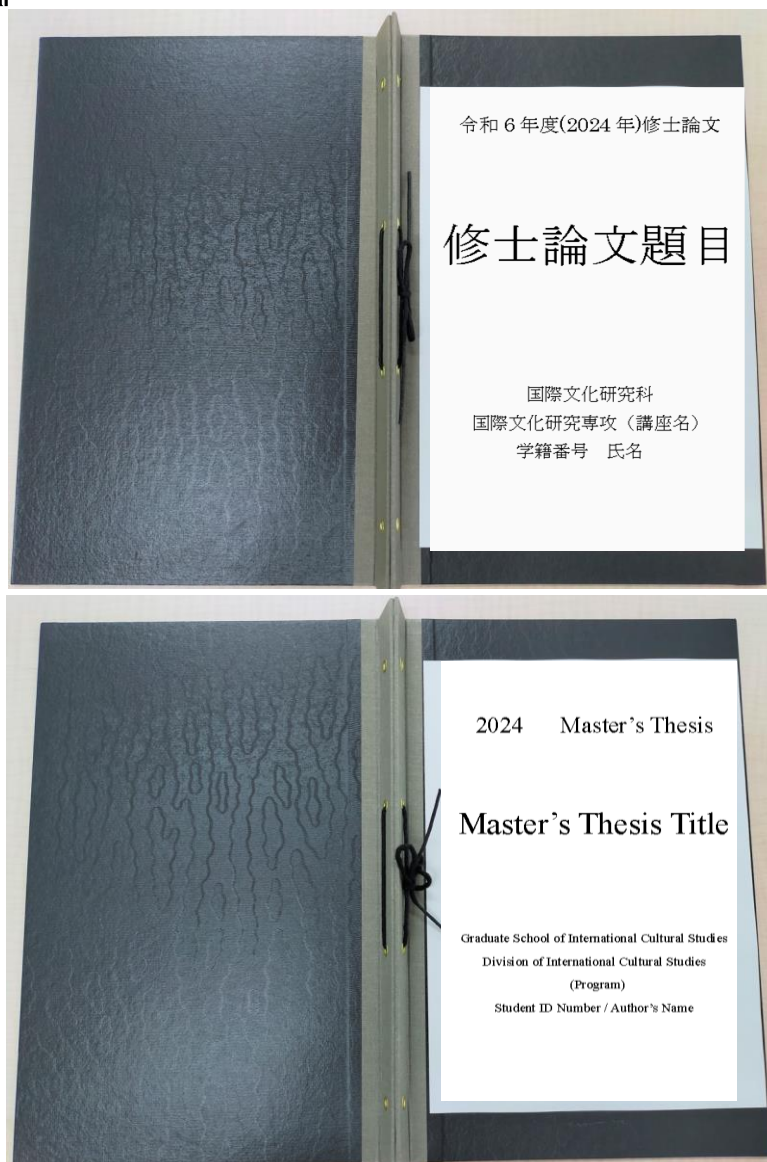 令和 6 年度(2024 年)修士論文
修士論文題目
国際文化研究科
国際文化研究専攻（講座名）
学籍番号　氏名
2024 Master’s Thesis
Master’s Thesis Title
Graduate School of International Cultural Studies
Division of International Cultural Studies
(Program)
Student ID Number / Author’s Name